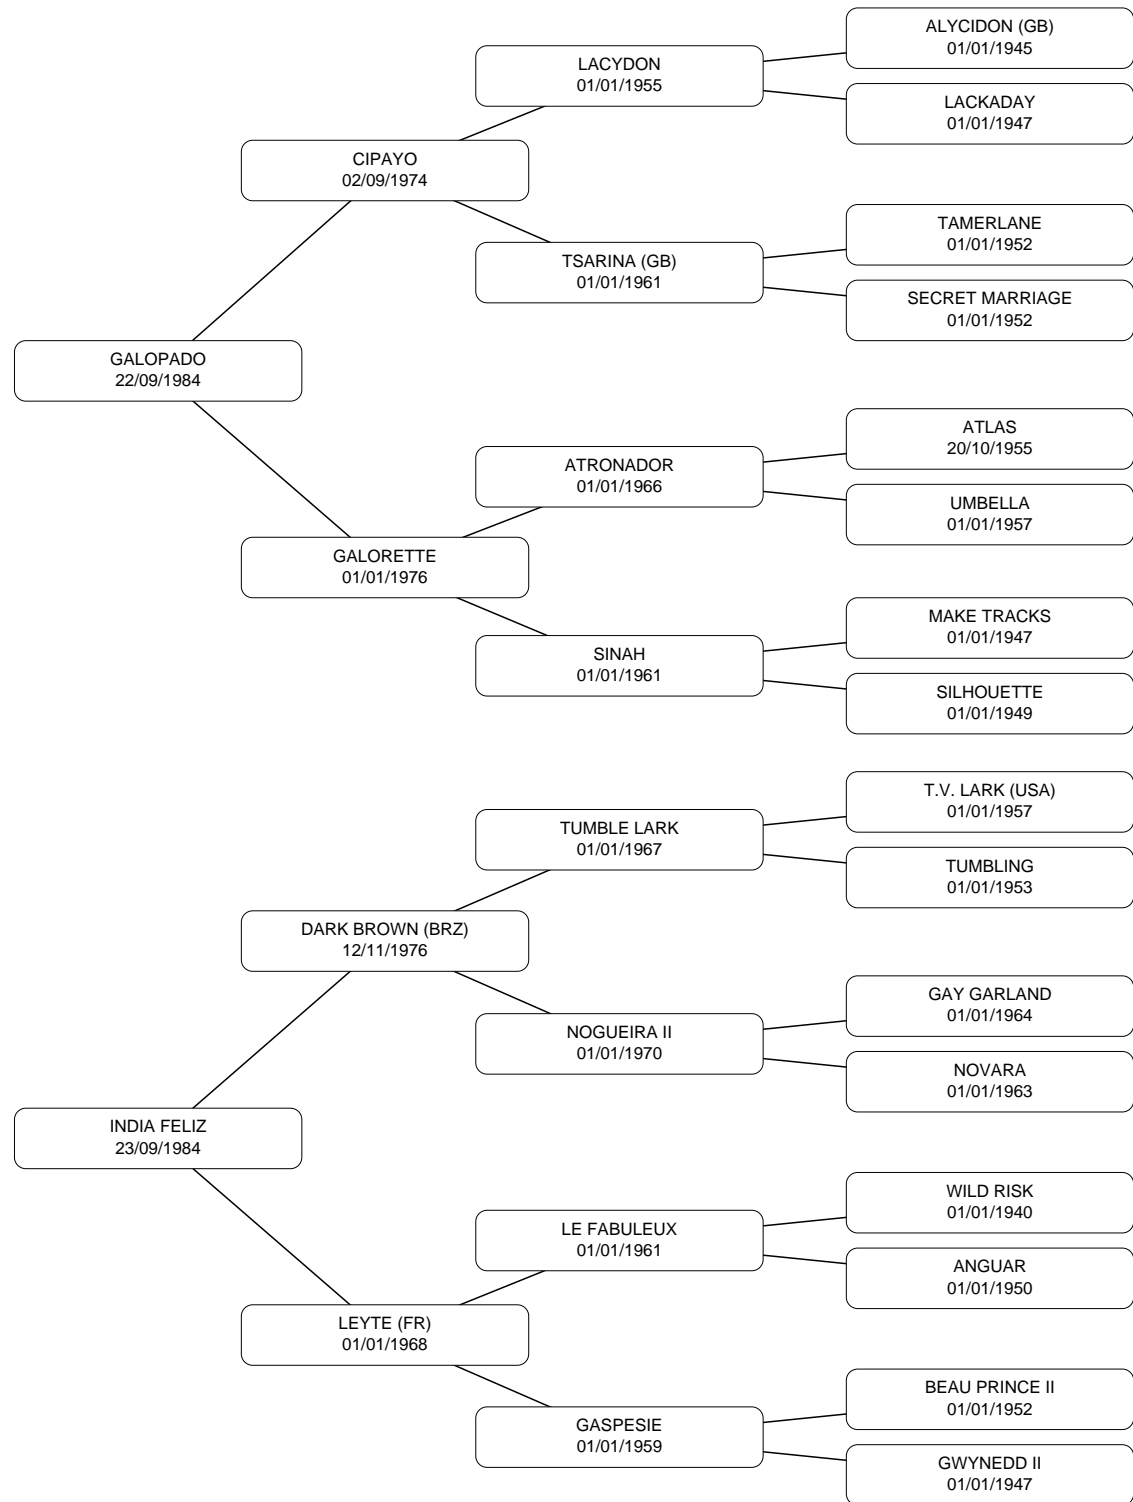 ALYCIDON (GB)
01/01/1945
LACYDON
01/01/1955
LACKADAY
01/01/1947
CIPAYO
02/09/1974
TAMERLANE
01/01/1952
TSARINA (GB)
01/01/1961
SECRET MARRIAGE
01/01/1952
GALOPADO
22/09/1984
ATLAS
20/10/1955
ATRONADOR
01/01/1966
UMBELLA
01/01/1957
GALORETTE
01/01/1976
MAKE TRACKS
01/01/1947
SINAH
01/01/1961
SILHOUETTE
01/01/1949
T.V. LARK (USA)
01/01/1957
TUMBLE LARK
01/01/1967
TUMBLING
01/01/1953
DARK BROWN (BRZ)
12/11/1976
GAY GARLAND
01/01/1964
NOGUEIRA II
01/01/1970
NOVARA
01/01/1963
INDIA FELIZ
23/09/1984
WILD RISK
01/01/1940
LE FABULEUX
01/01/1961
ANGUAR
01/01/1950
LEYTE (FR)
01/01/1968
BEAU PRINCE II
01/01/1952
GASPESIE
01/01/1959
GWYNEDD II
01/01/1947